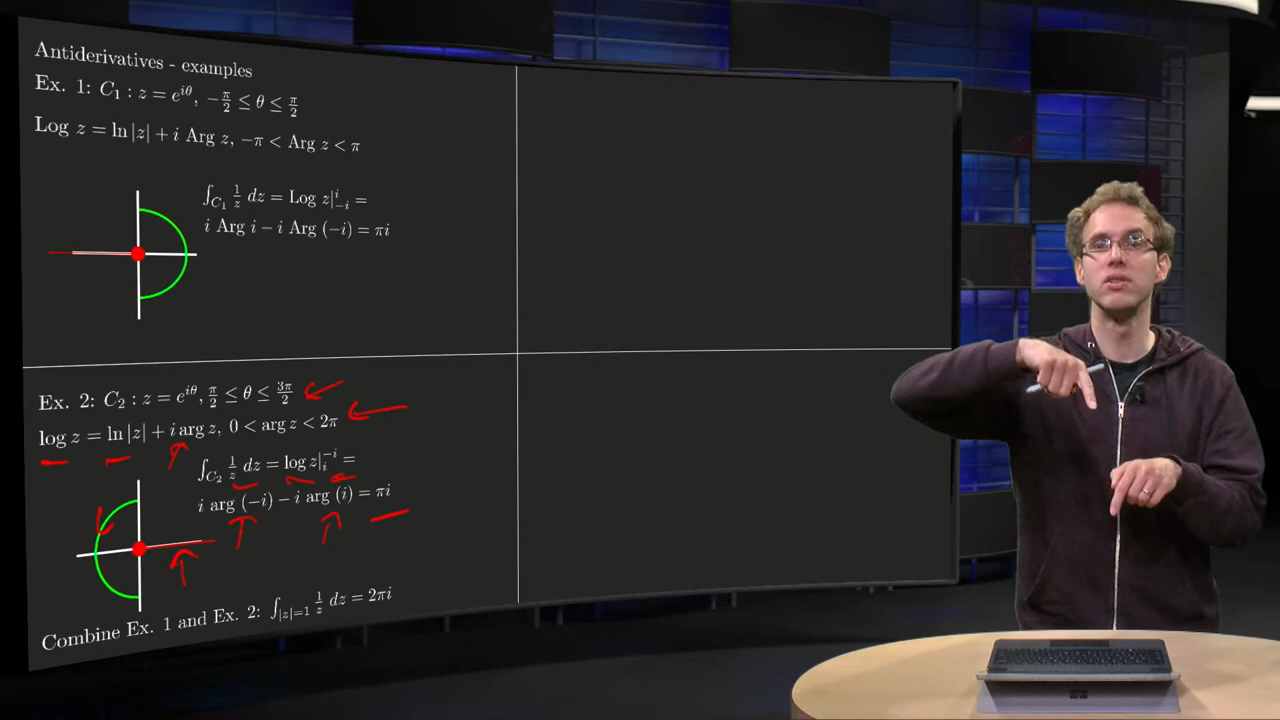 Antiderivatives - examples
Ex. 1: C₁ : z = e^{iθ}, −π/2 ≤ θ ≤ π/2
Log z = ln |z| + i Arg z, −π < Arg z < π
∫_{C₁} 1/z dz = Log z|_{−i}^{i} =
i Arg i − i Arg (−i) = πi
Ex. 2: C₂ : z = e^{iθ}, π/2 ≤ θ ≤ 3π/2
log z = ln |z| + i arg z, 0 < arg z < 2π
∫_{C₂} 1/z dz = log z|_{i}^{−i} =
i arg (−i) − i arg (i) = πi
Combine Ex. 1 and Ex. 2: ∫_{|z|=1} 1/z dz = 2πi